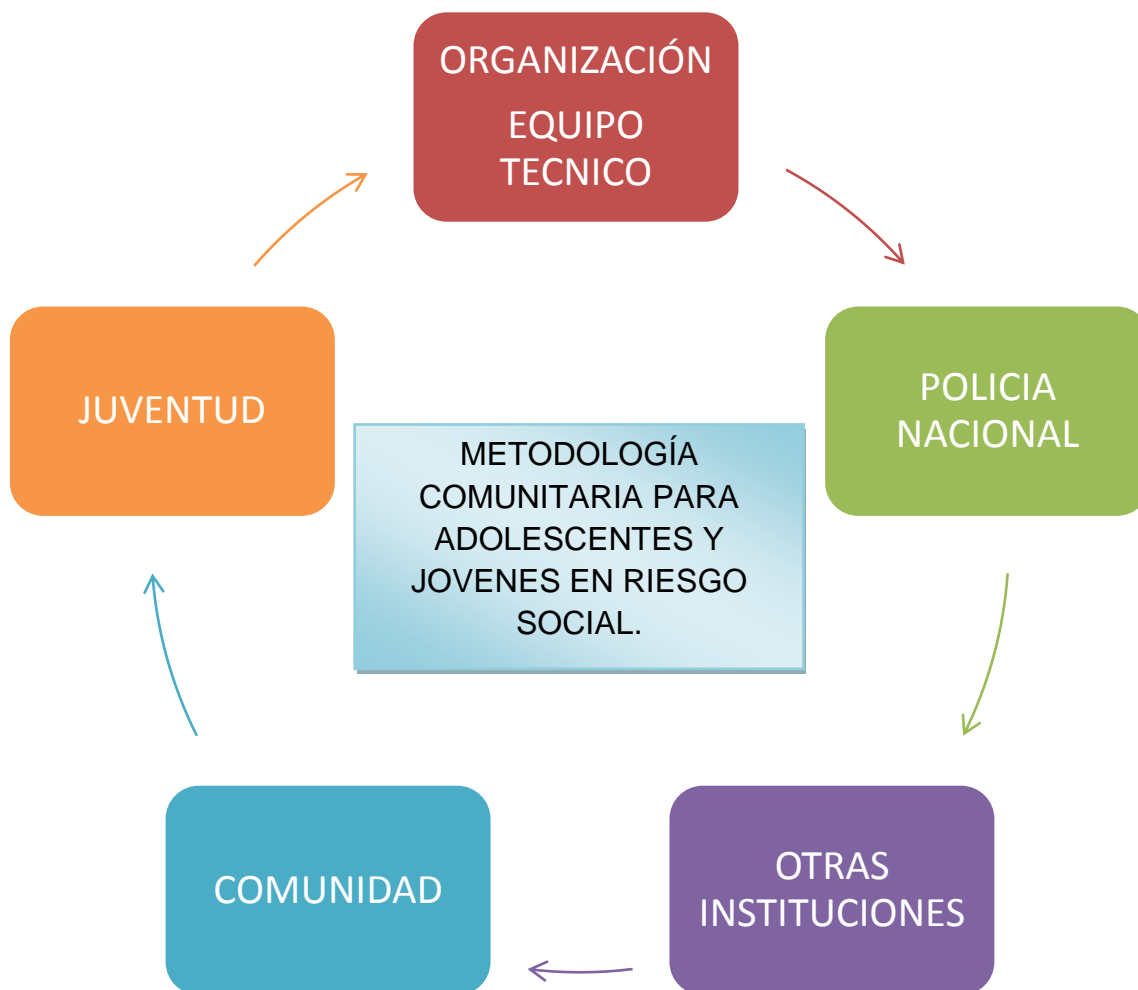 ORGANIZACIÓN
EQUIPO
TECNICO
POLICIA
NACIONAL
JUVENTUD
METODOLOGÍA
COMUNITARIA PARA
ADOLESCENTES Y
JOVENES EN RIESGO
SOCIAL.
OTRAS
INSTITUCIONES
COMUNIDAD